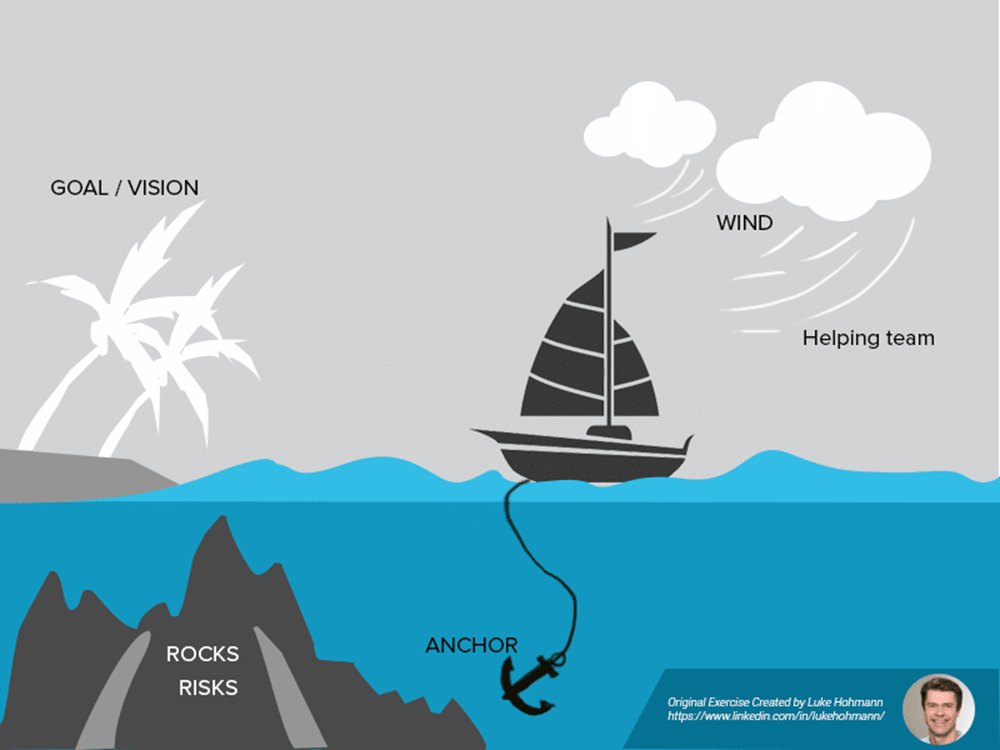 GOAL / VISION
WIND
Helping team
ANCHOR
ROCKS
RISKS
Original Exercise Created by Luke Hohmann
https://www.linkedin.com/in/lukehohmann/